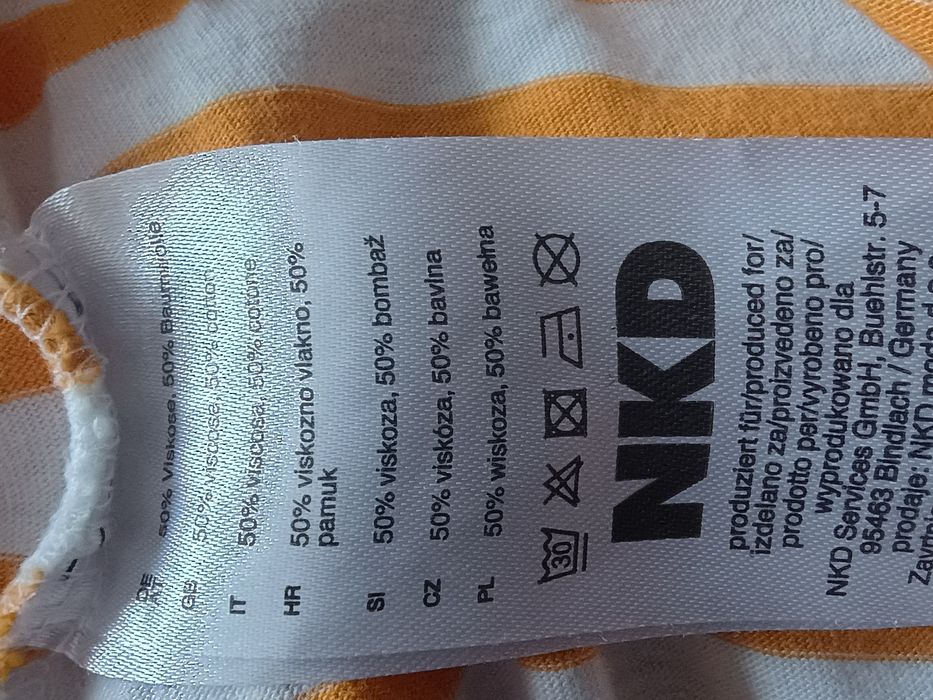 DE
AT 50% Viskose, 50% Baumwolle
GB 50% viscose, 50% cotton
IT 50% viscosa, 50% cotone
HR 50% viskozno vlakno, 50%
pamuk
SI 50% viskoza, 50% bombaž
CZ 50% viskóza, 50% bavlna
PL 50% wiskoza, 50% bawełna
30
NKD
produziert für/produced for/
izdelano za/proizvedeno za/
prodotto per/vyrobeno pro/
wyprodukowano dla
NKD Services GmbH, Buehlstr. 5-7
95463 Bindlach / Germany
prodaje: NKD moda d.o.o